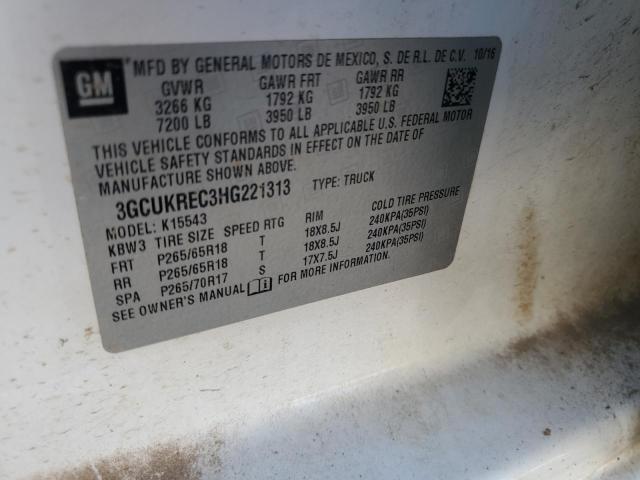 GM
*MFD BY GENERAL MOTORS DE MEXICO, S. DE R.L. DE C.V. 10/16
GVWR GAWR FRT GAWR RR
3266 KG 1792 KG 1792 KG
7200 LB 3950 LB 3950 LB
THIS VEHICLE CONFORMS TO ALL APPLICABLE U.S. FEDERAL MOTOR
VEHICLE SAFETY STANDARDS IN EFFECT ON THE DATE OF
MANUFACTURE SHOWN ABOVE.
3GCUKREC3HG221313 TYPE: TRUCK
MODEL: K15543
KBW3 TIRE SIZE SPEED RTG RIM COLD TIRE PRESSURE
FRT P265/65R18 T 18X8.5J 240KPA(35PSI)
RR P265/65R18 T 18X8.5J 240KPA(35PSI)
SPA P265/70R17 S 17X7.5J 240KPA(35PSI)
SEE OWNER'S MANUAL FOR MORE INFORMATION.